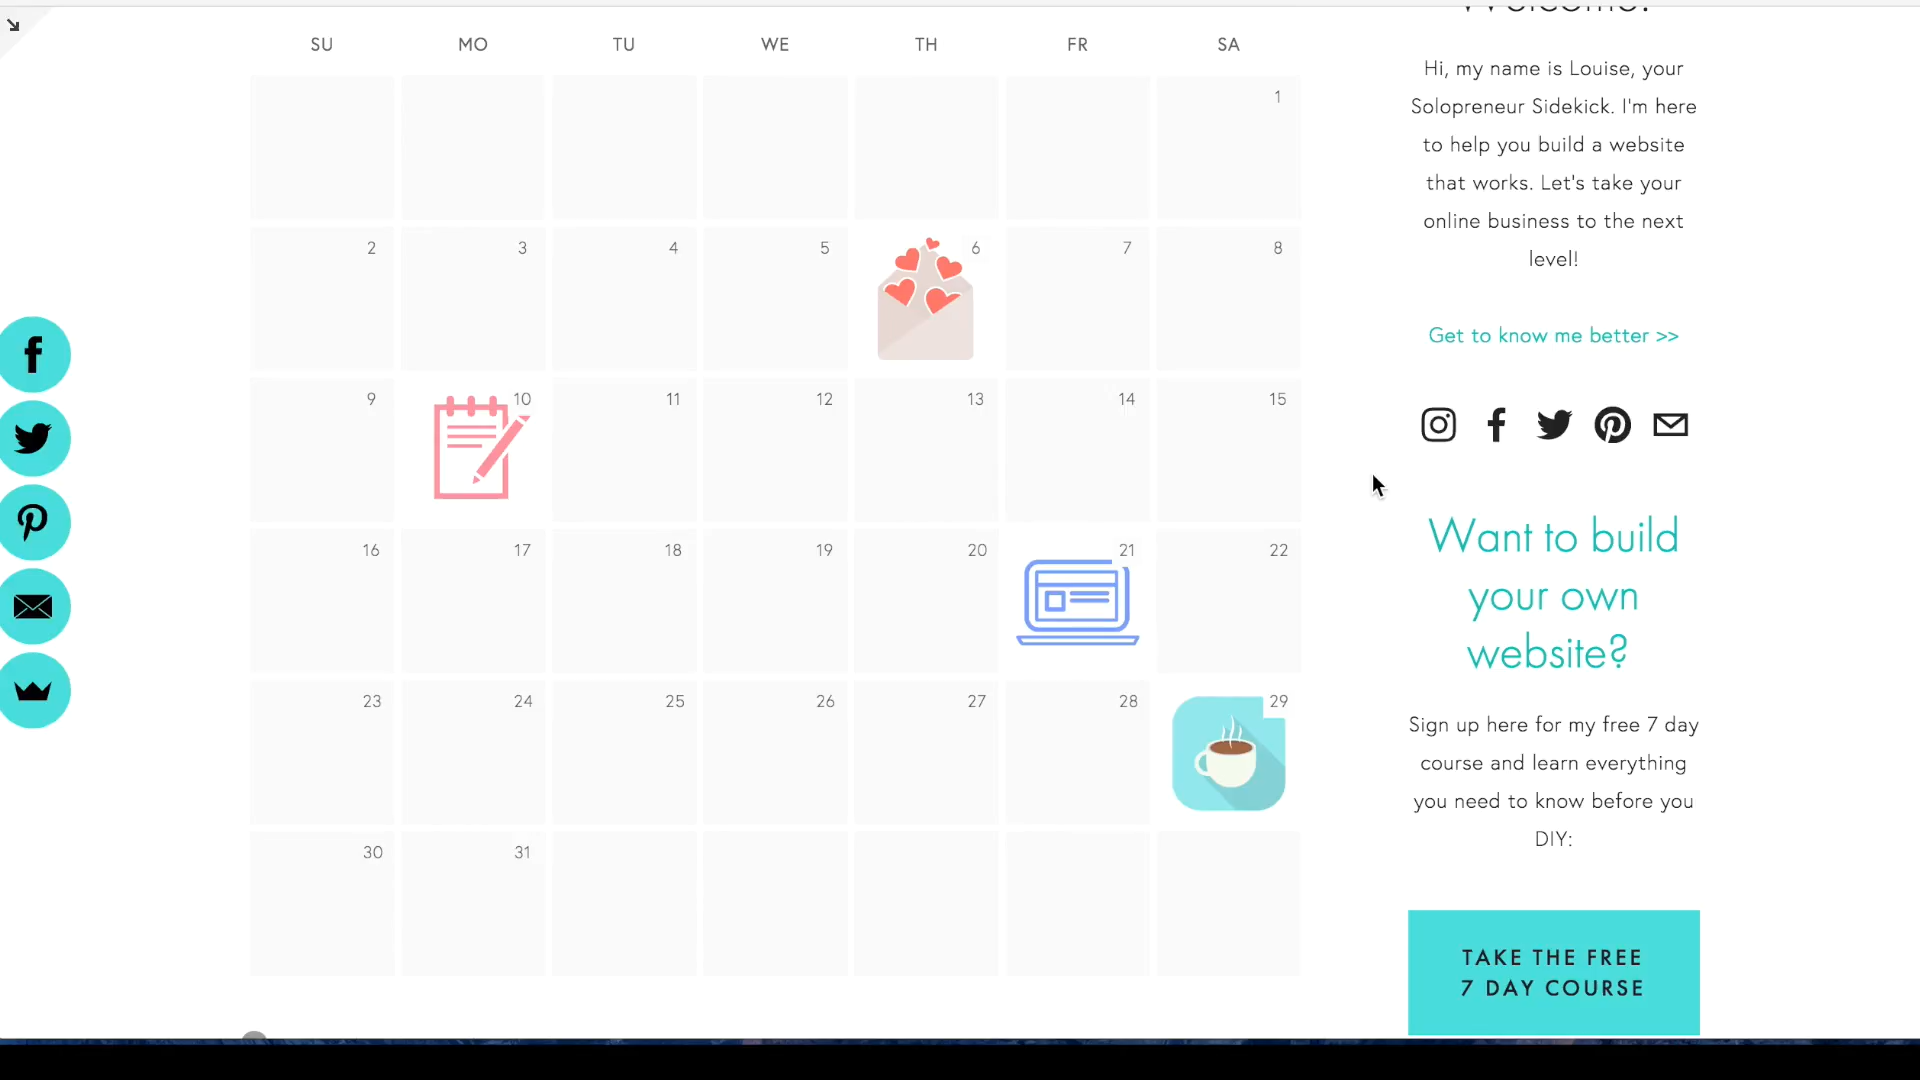 SU MO TU WE TH FR SA
1
2 3 4 5 6 7 8
9 10 11 12 13 14 15
16 17 18 19 20 21 22
23 24 25 26 27 28 29
30 31
Welcome!
Hi, my name is Louise, your
Solopreneur Sidekick. I'm here
to help you build a website
that works. Let's take your
online business to the next
level!
Get to know me better >>
Want to build
your own
website?
Sign up here for my free 7 day
course and learn everything
you need to know before you
DIY:
TAKE THE FREE
7 DAY COURSE